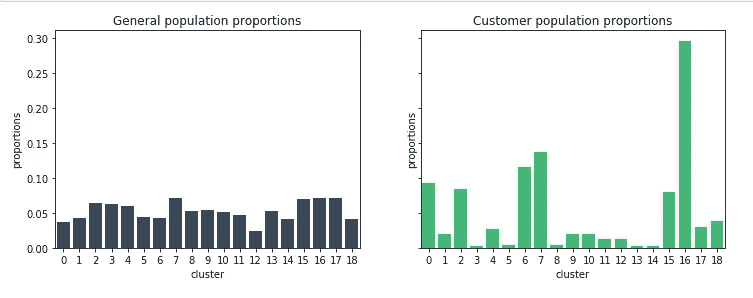 General population proportions
Customer population proportions
0.30
0.25
0.20
0.15
0.10
0.05
0.00
proportions
proportions
0 1 2 3 4 5 6 7 8 9 10 11 12 13 14 15 16 17 18
0 1 2 3 4 5 6 7 8 9 10 11 12 13 14 15 16 17 18
cluster
cluster